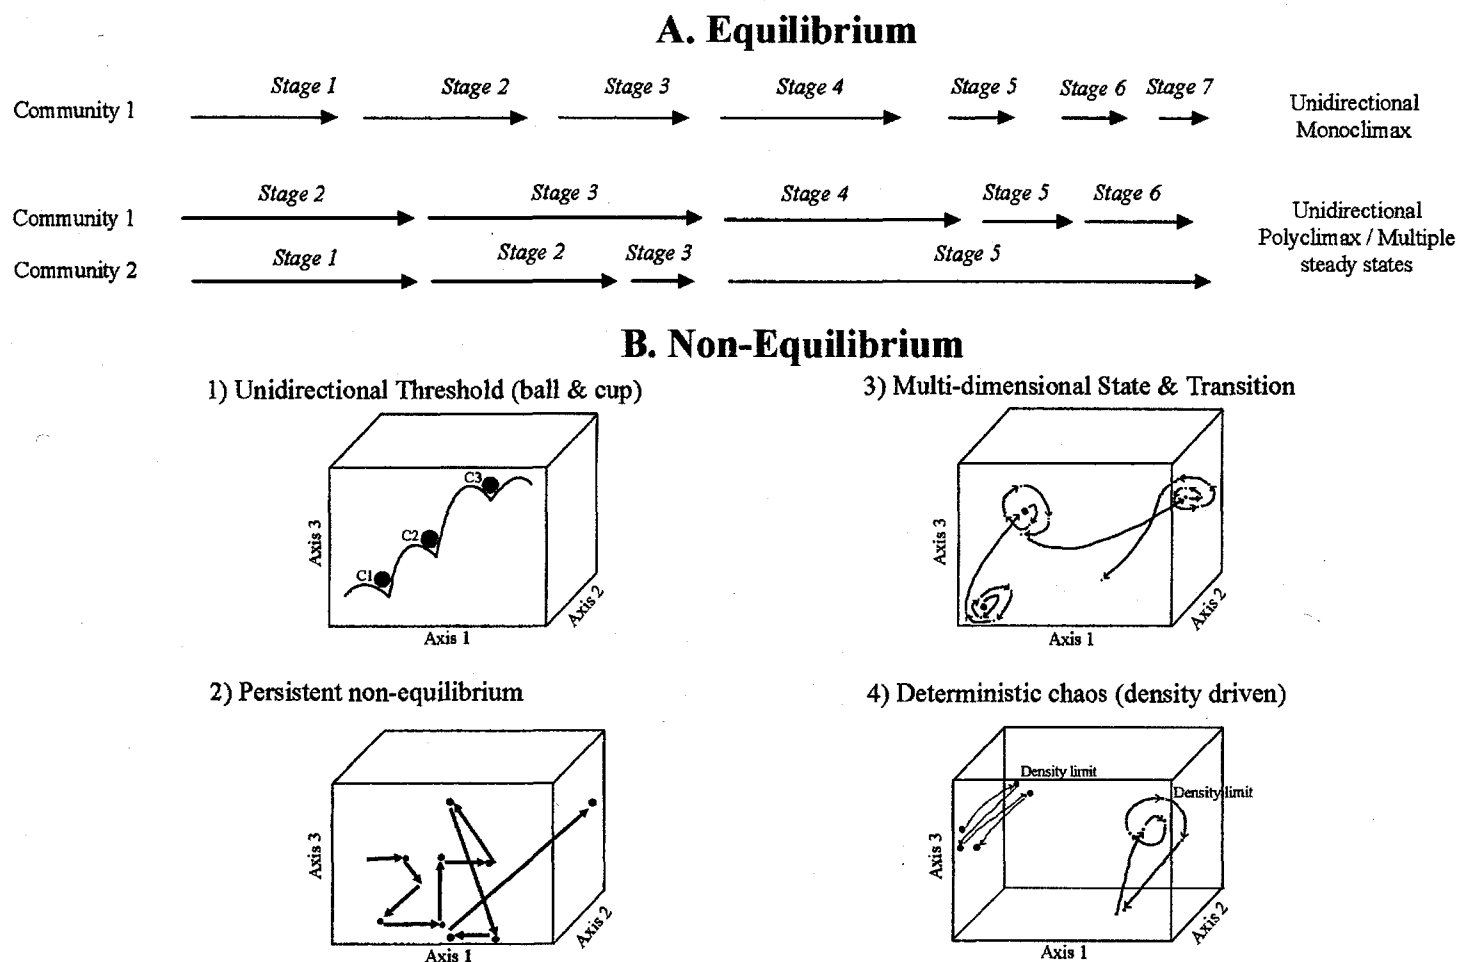 A. Equilibrium
Stage 1 Stage 2 Stage 3 Stage 4 Stage 5 Stage 6 Stage 7
Community 1
Unidirectional
Monoclimax
Stage 2 Stage 3 Stage 4 Stage 5 Stage 6
Community 1
Stage 1 Stage 2 Stage 3 Stage 5
Community 2
Unidirectional
Polyclimax / Multiple
steady states
B. Non-Equilibrium
1) Unidirectional Threshold (ball & cup)
C3
C2
C1
Axis 3
Axis 1
Axis 2
3) Multi-dimensional State & Transition
Axis 3
Axis 1
Axis 2
2) Persistent non-equilibrium
Axis 3
Axis 1
Axis 2
4) Deterministic chaos (density driven)
Density limit
Density limit
Axis 3
Axis 1
Axis 2